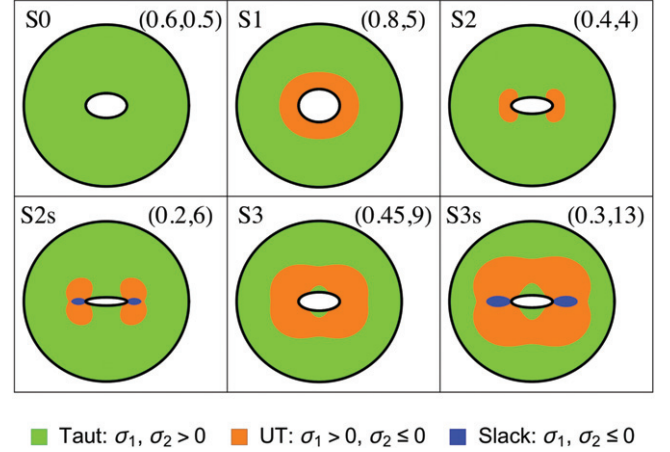 S0 (0.6,0.5)
S1 (0.8,5)
S2 (0.4,4)
S2s (0.2,6)
S3 (0.45,9)
S3s (0.3,13)
Taut: σ₁, σ₂ > 0
UT: σ₁ > 0, σ₂ ≤ 0
Slack: σ₁, σ₂ ≤ 0